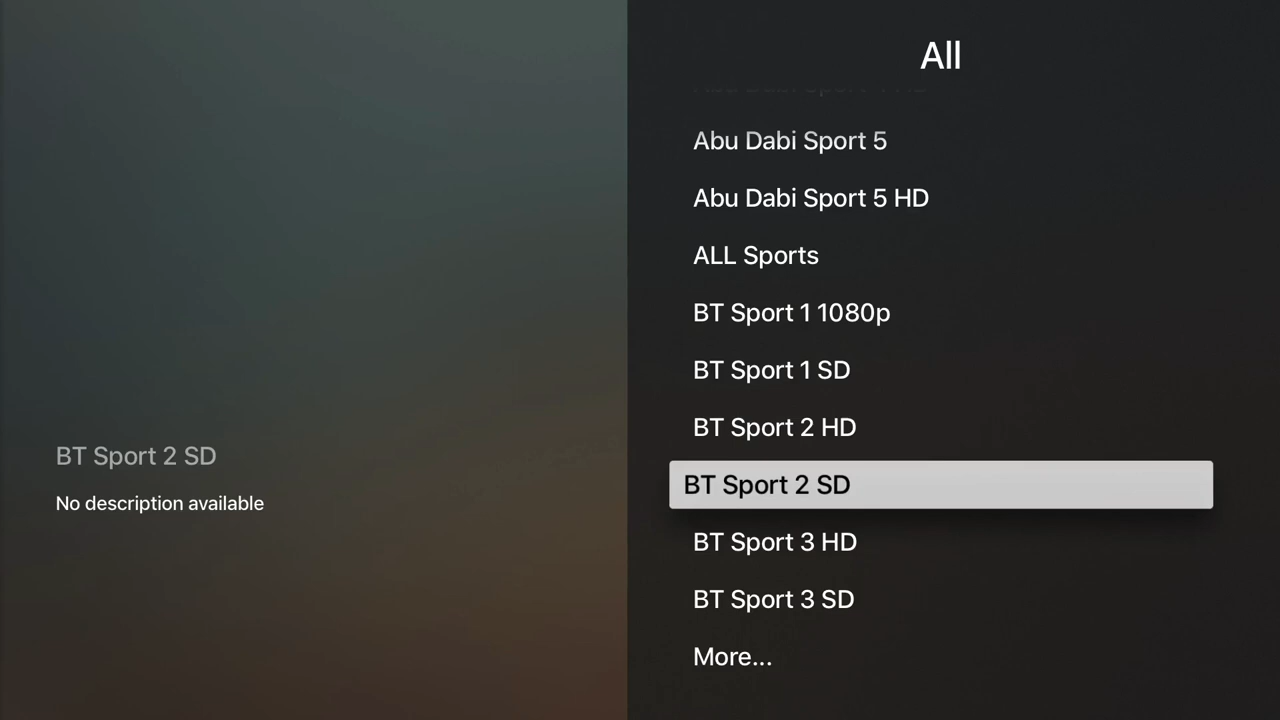 All
Abu Dabi Sport 5
Abu Dabi Sport 5 HD
ALL Sports
BT Sport 1 1080p
BT Sport 1 SD
BT Sport 2 HD
BT Sport 2 SD
BT Sport 3 HD
BT Sport 3 SD
More...
BT Sport 2 SD
No description available